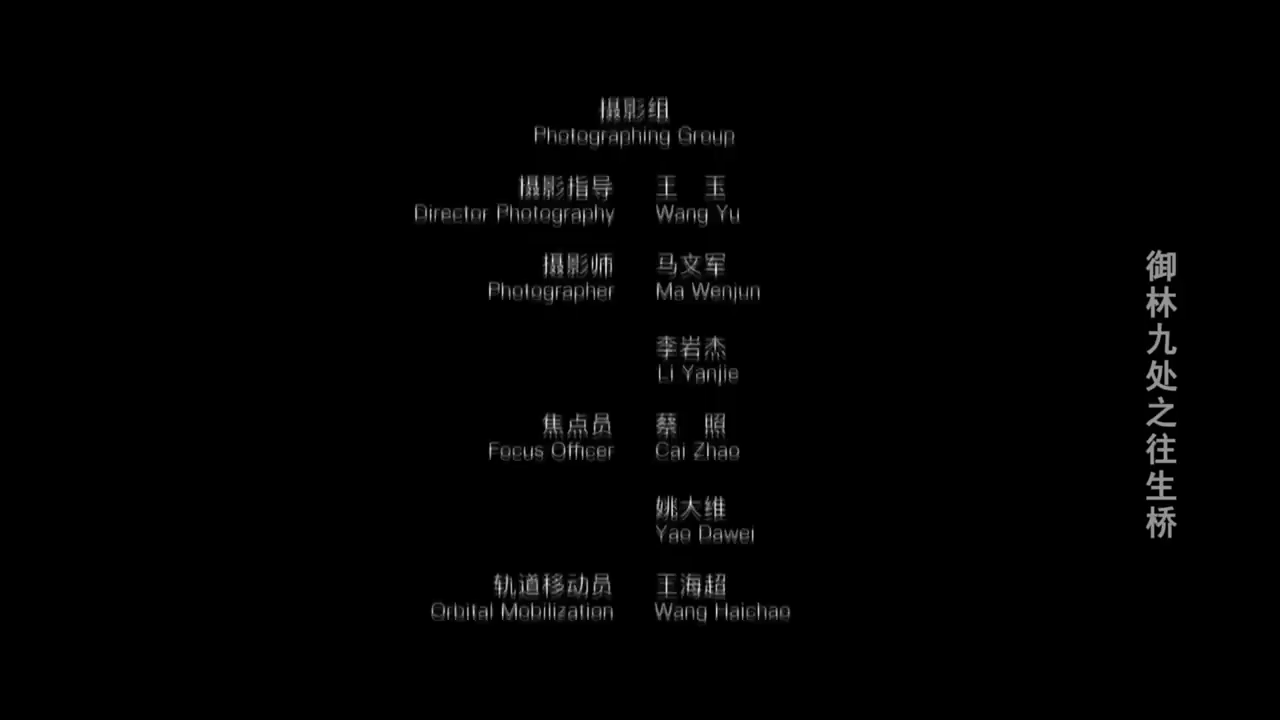 摄影组
Photographing Group
摄影指导 王 玉
Director Photography Wang Yu
摄影师 马文军
Photographer Ma Wenjun
李岩杰
Li Yanjie
焦点员 蔡 照
Focus Officer Cai Zhao
姚大维
Yao Dawei
轨道移动员 王海超
Orbital Mobilization Wang Haichao
御林九处之往生桥